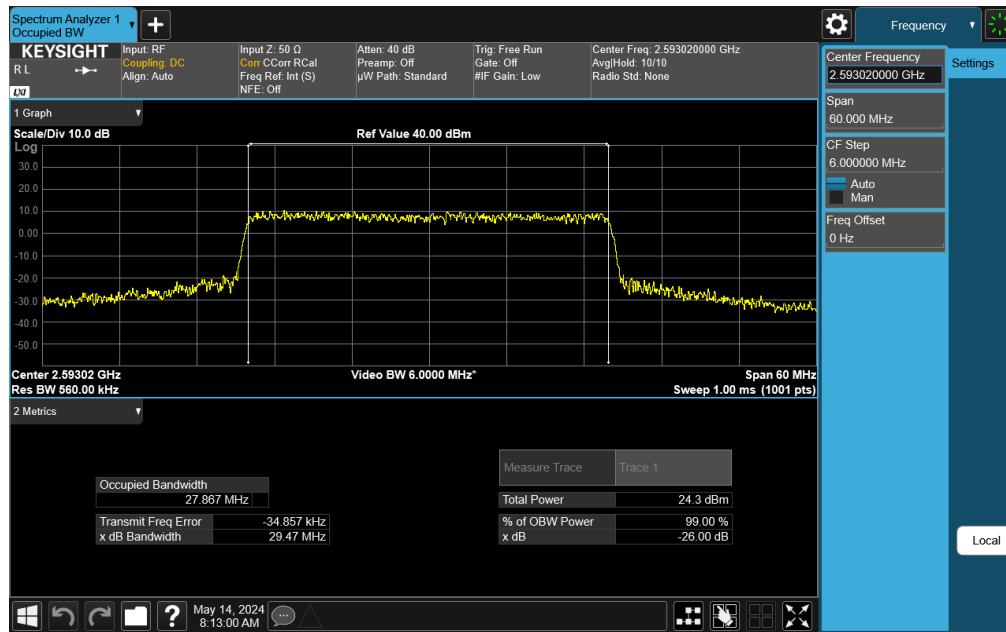 Spectrum Analyzer 1
Occupied BW
Frequency
KEYSIGHT
R L
LXI
Input: RF
Coupling: DC
Align: Auto
Input Z: 50 Ω
Corr CCorr RCal
Freq Ref: Int (S)
NFE: Off
Atten: 40 dB
Preamp: Off
µW Path: Standard
Trig: Free Run
Gate: Off
#IF Gain: Low
Center Freq: 2.593020000 GHz
Avg|Hold: 10/10
Radio Std: None
Center Frequency
2.593020000 GHz
Settings
Span
60.000 MHz
CF Step
6.000000 MHz
Auto
Man
Freq Offset
0 Hz
Local
1 Graph
Scale/Div 10.0 dB
Ref Value 40.00 dBm
Log
30.0
20.0
10.0
0.00
-10.0
-20.0
-30.0
-40.0
-50.0
Center 2.59302 GHz
Video BW 6.0000 MHz*
Span 60 MHz
Res BW 560.00 kHz
Sweep 1.00 ms (1001 pts)
2 Metrics
Measure Trace
Trace 1
Occupied Bandwidth
27.867 MHz
Total Power
24.3 dBm
Transmit Freq Error
-34.857 kHz
% of OBW Power
99.00 %
x dB Bandwidth
29.47 MHz
x dB
-26.00 dB
?
May 14, 2024
8:13:00 AM